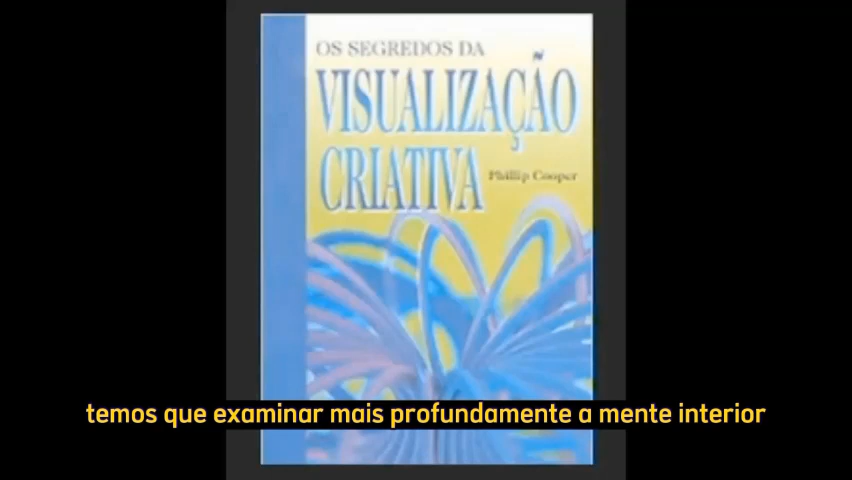 OS SEGREDOS DA
VISUALIZAÇÃO
CRIATIVA
Phillip Cooper
temos que examinar mais profundamente a mente interior